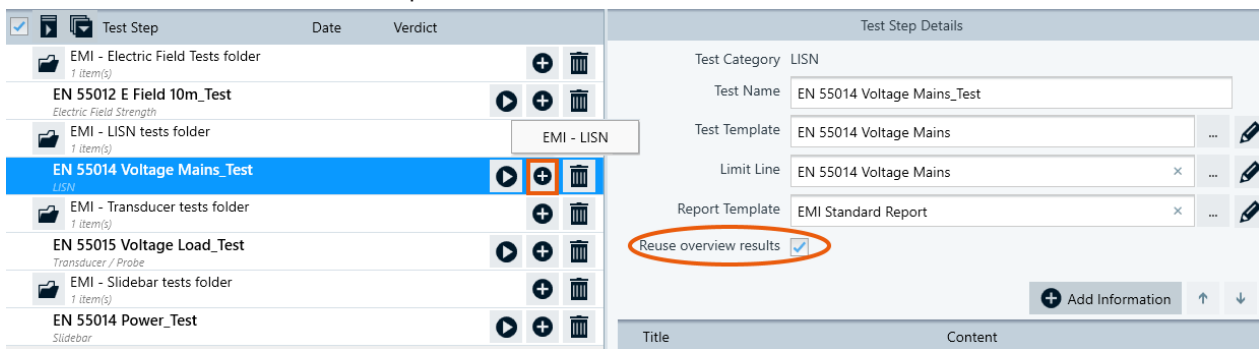 Test Step Date Verdict
EMI - Electric Field Tests folder
1 item(s)
EN 55012 E Field 10m_Test
Electric Field Strength
EMI - LISN tests folder
1 item(s)
EMI - LISN
EN 55014 Voltage Mains_Test
LISN
EMI - Transducer tests folder
1 item(s)
EN 55015 Voltage Load_Test
Transducer / Probe
EMI - Slidebar tests folder
1 item(s)
EN 55014 Power_Test
Slidebar
Test Step Details
Test Category LISN
Test Name EN 55014 Voltage Mains_Test
Test Template EN 55014 Voltage Mains ...
Limit Line EN 55014 Voltage Mains × ...
Report Template EMI Standard Report × ...
Reuse overview results
Add Information
Title Content